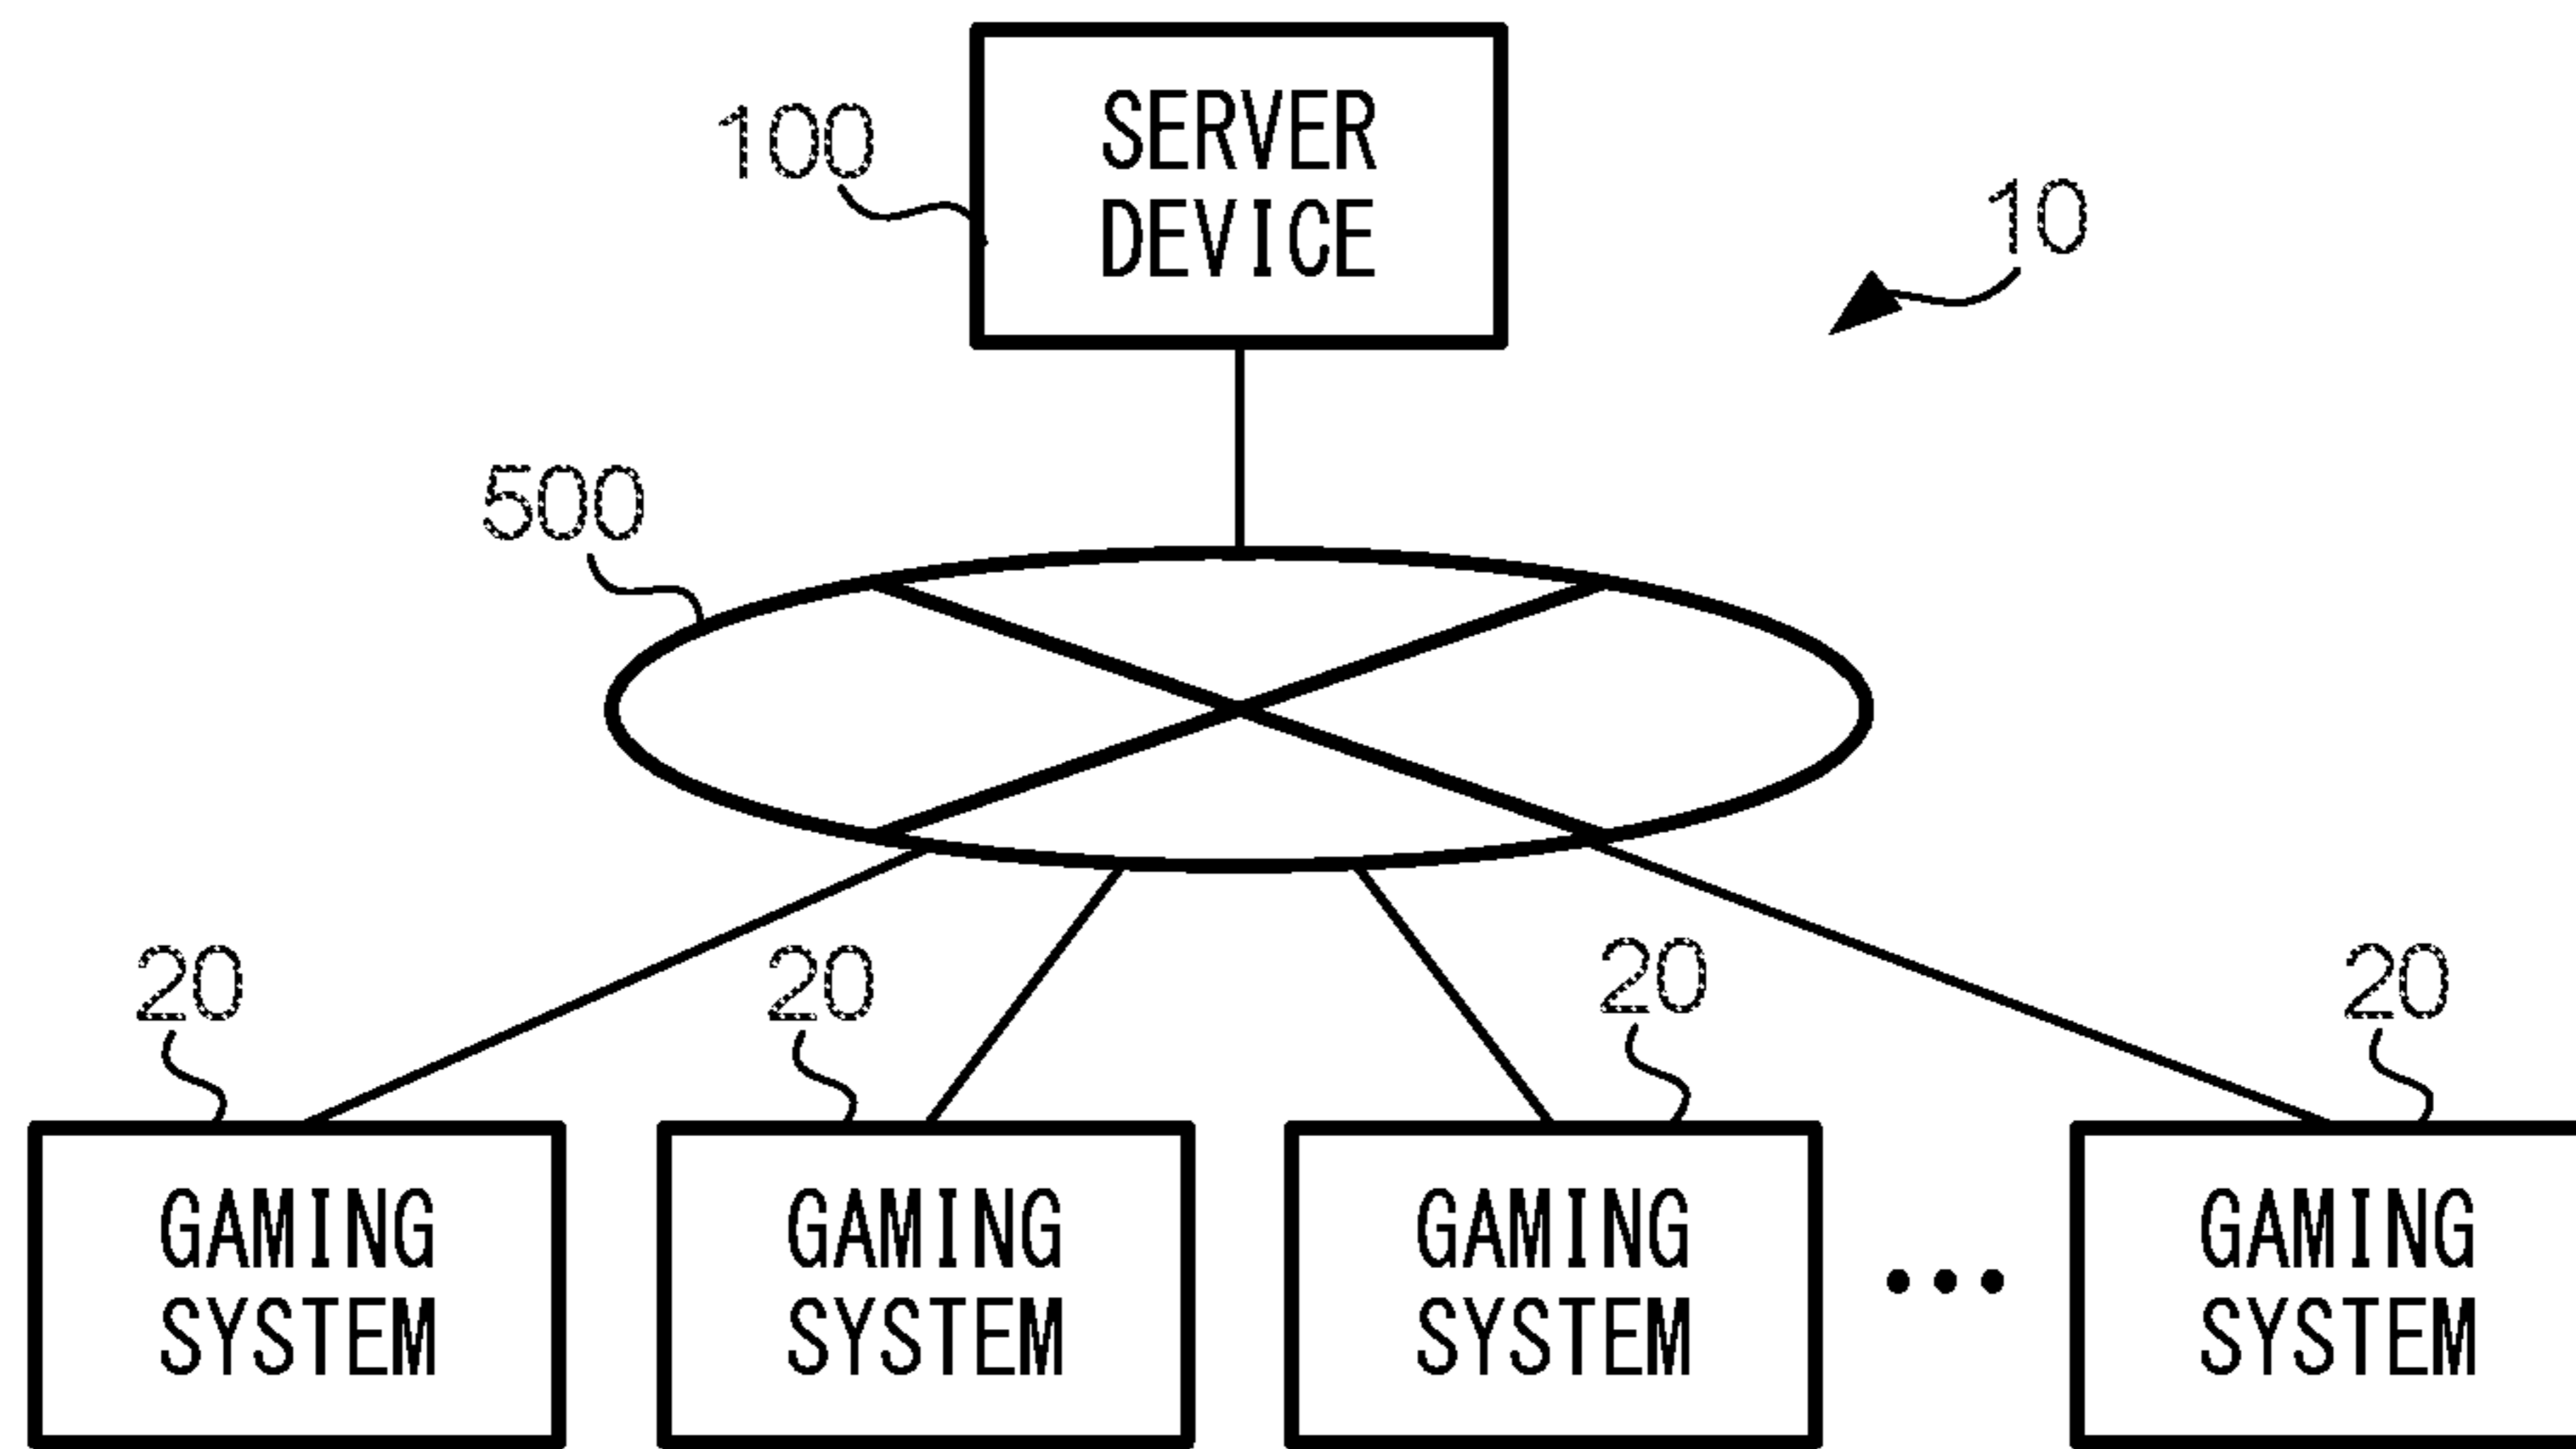 SERVER
DEVICE
100
10
500
20
20
20
20
GAMING
SYSTEM
GAMING
SYSTEM
GAMING
SYSTEM
...
GAMING
SYSTEM